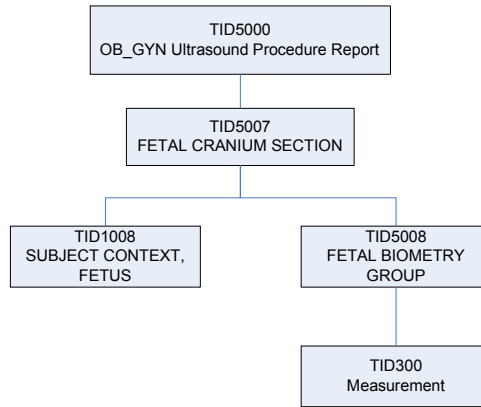 TID5000
OB_GYN Ultrasound Procedure Report
TID5007
FETAL CRANIUM SECTION
TID1008
SUBJECT CONTEXT,
FETUS
TID5008
FETAL BIOMETRY
GROUP
TID300
Measurement